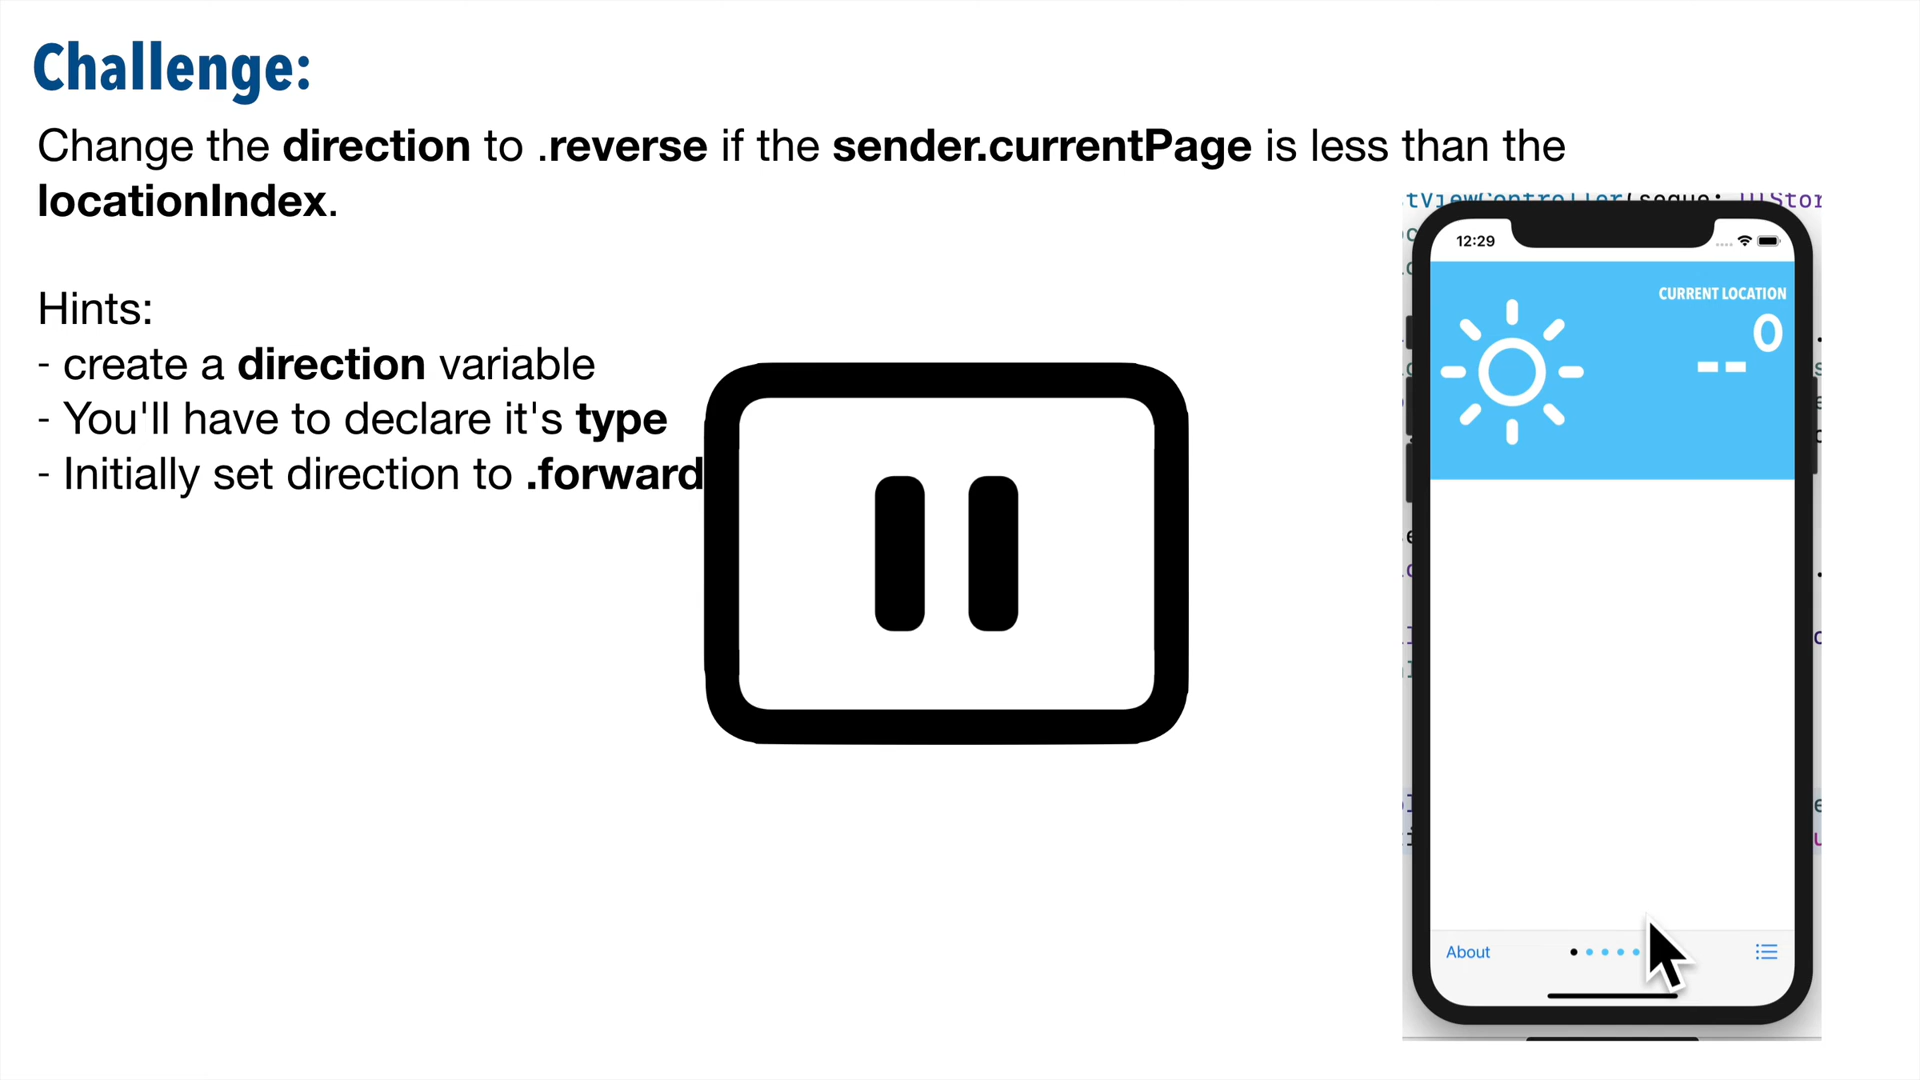 Challenge:
Change the direction to .reverse if the sender.currentPage is less than the
locationIndex.
Hints:
- create a direction variable
- You'll have to declare it's type
- Initially set direction to .forward
12:29
CURRENT LOCATION
--°
About